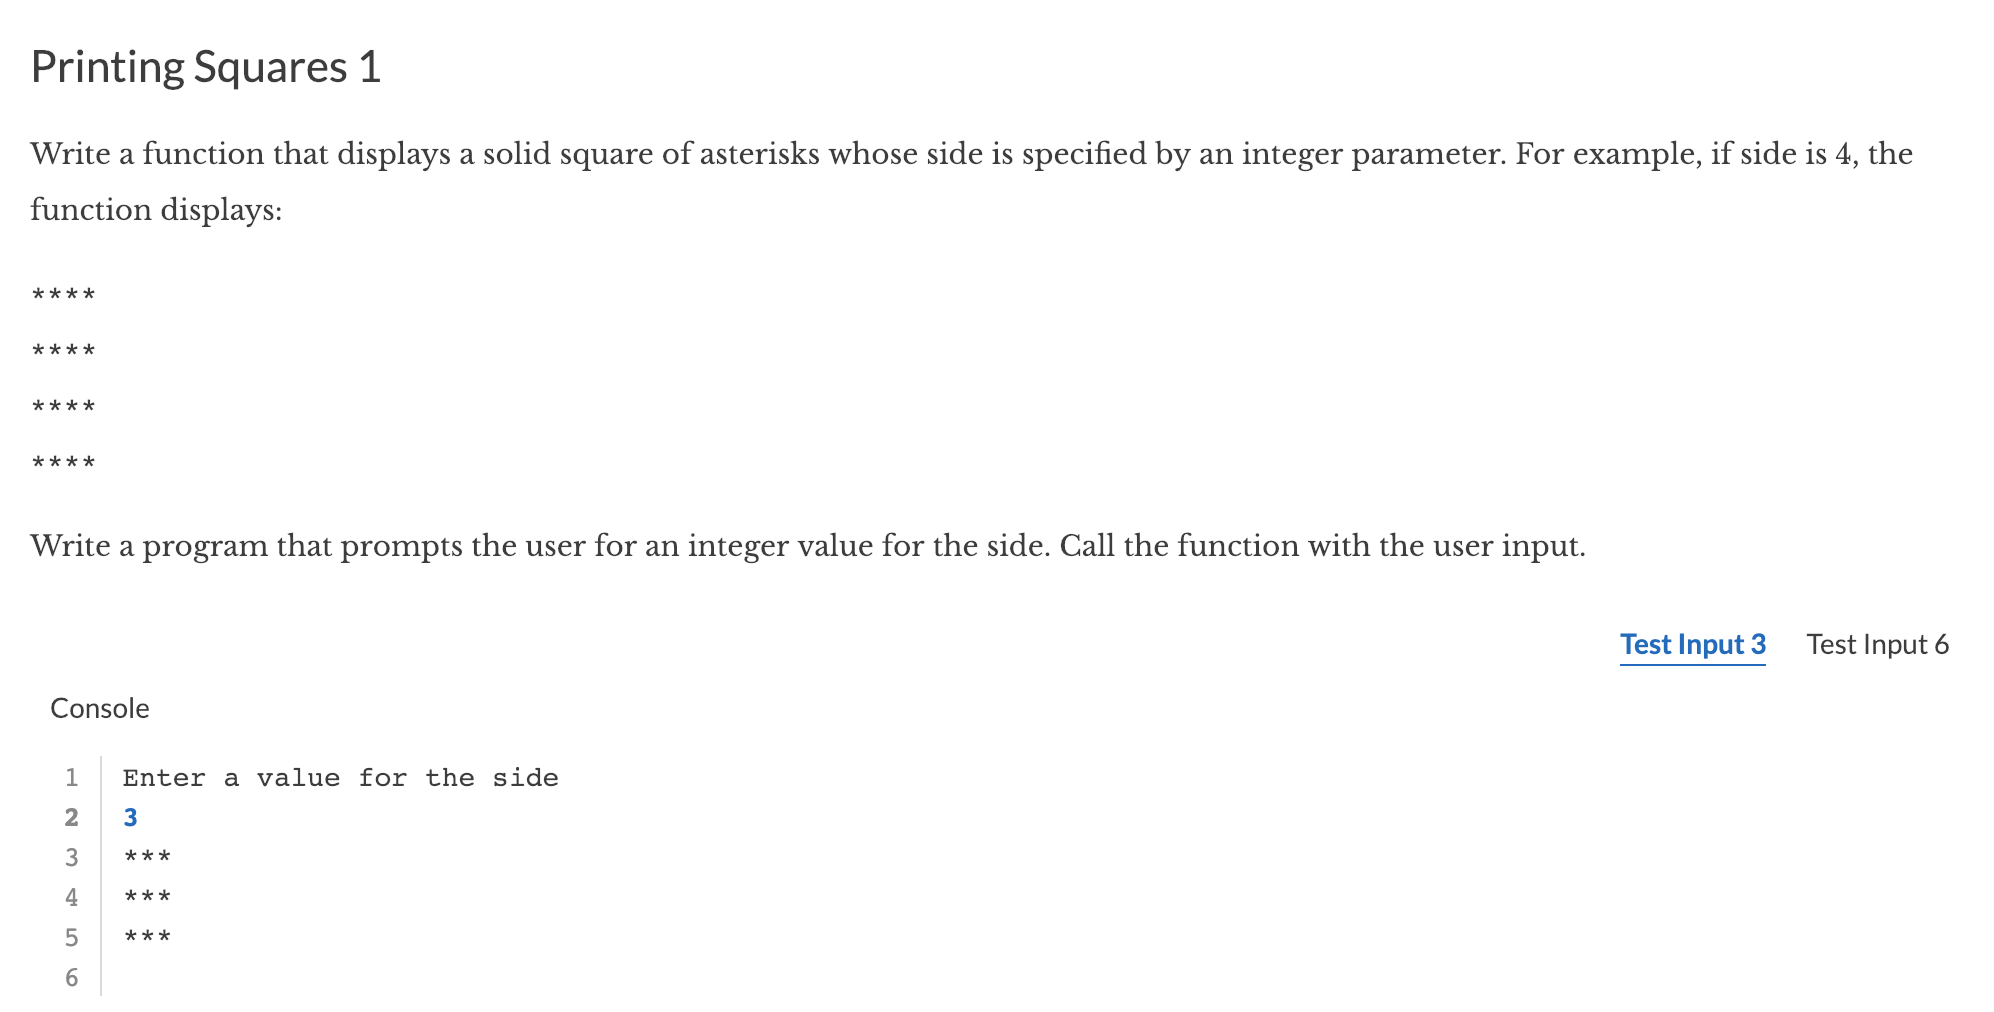 Printing Squares 1
Write a function that displays a solid square of asterisks whose side is specified by an integer parameter. For example, if side is 4, the
function displays:
****
****
****
****
Write a program that prompts the user for an integer value for the side. Call the function with the user input.
Test Input 3 Test Input 6
Console
1 Enter a value for the side
2 3
3 ***
4 ***
5 ***
6